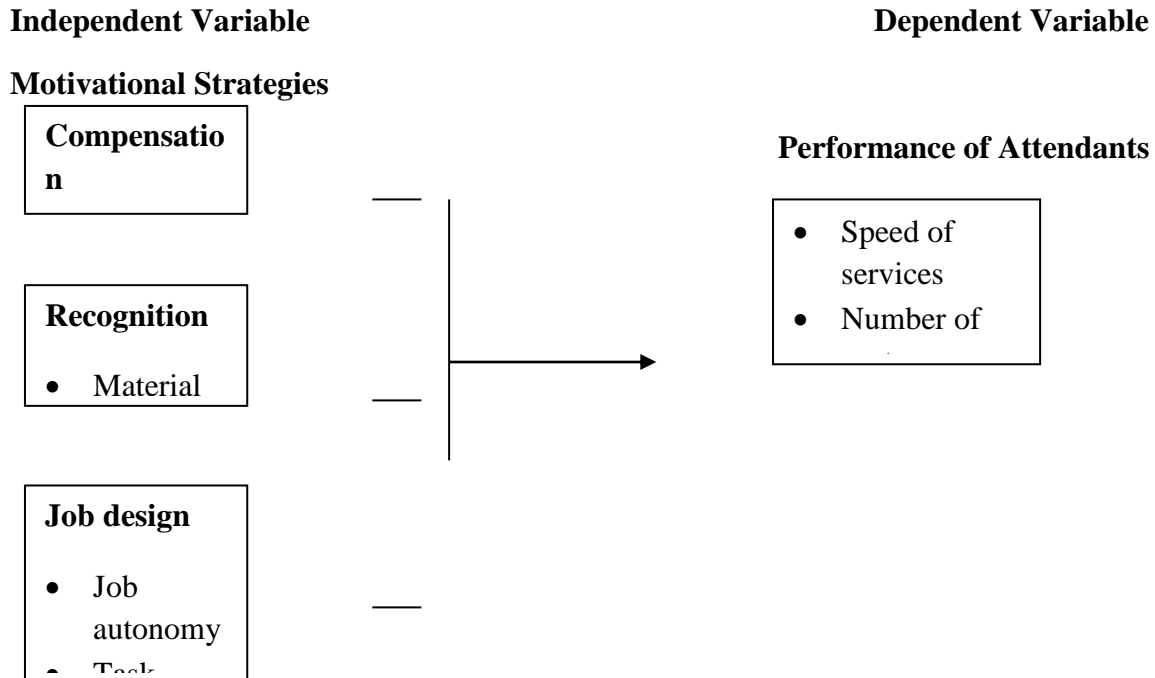 Independent Variable
Dependent Variable
Motivational Strategies
Compensatio
n
Performance of Attendants
• Speed of
services
• Number of
Recognition
• Material
Job design
• Job
autonomy
•